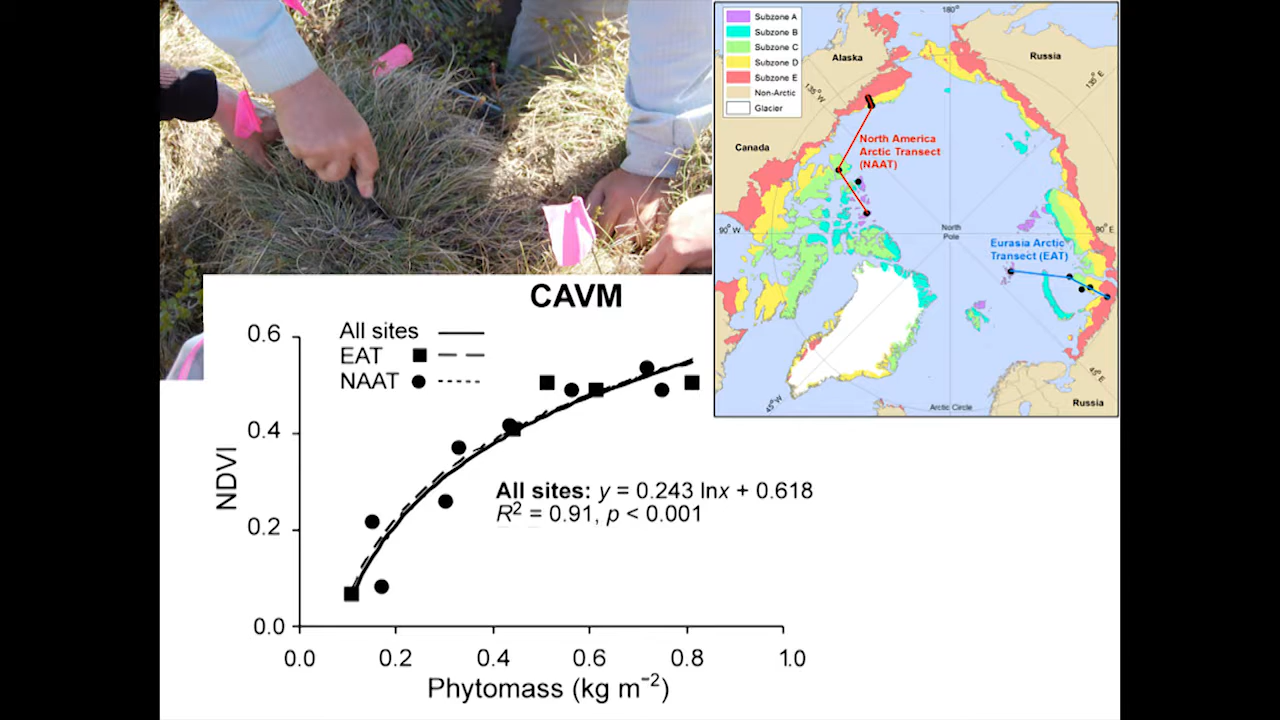 180°
Subzone A
Subzone B
Subzone C
Subzone D
Subzone E
Non-Arctic
Glacier
Alaska
Russia
135°W
135°E
Canada
North America
Arctic Transect
(NAAT)
90°W
North
Pole
90°E
Eurasia Arctic
Transect (EAT)
45°W
Arctic Circle
45°E
Russia
CAVM
All sites
EAT
NAAT
NDVI
0.6
0.4
0.2
0.0
All sites: y = 0.243 lnx + 0.618
R² = 0.91, p < 0.001
0.0 0.2 0.4 0.6 0.8 1.0
Phytomass (kg m⁻²)